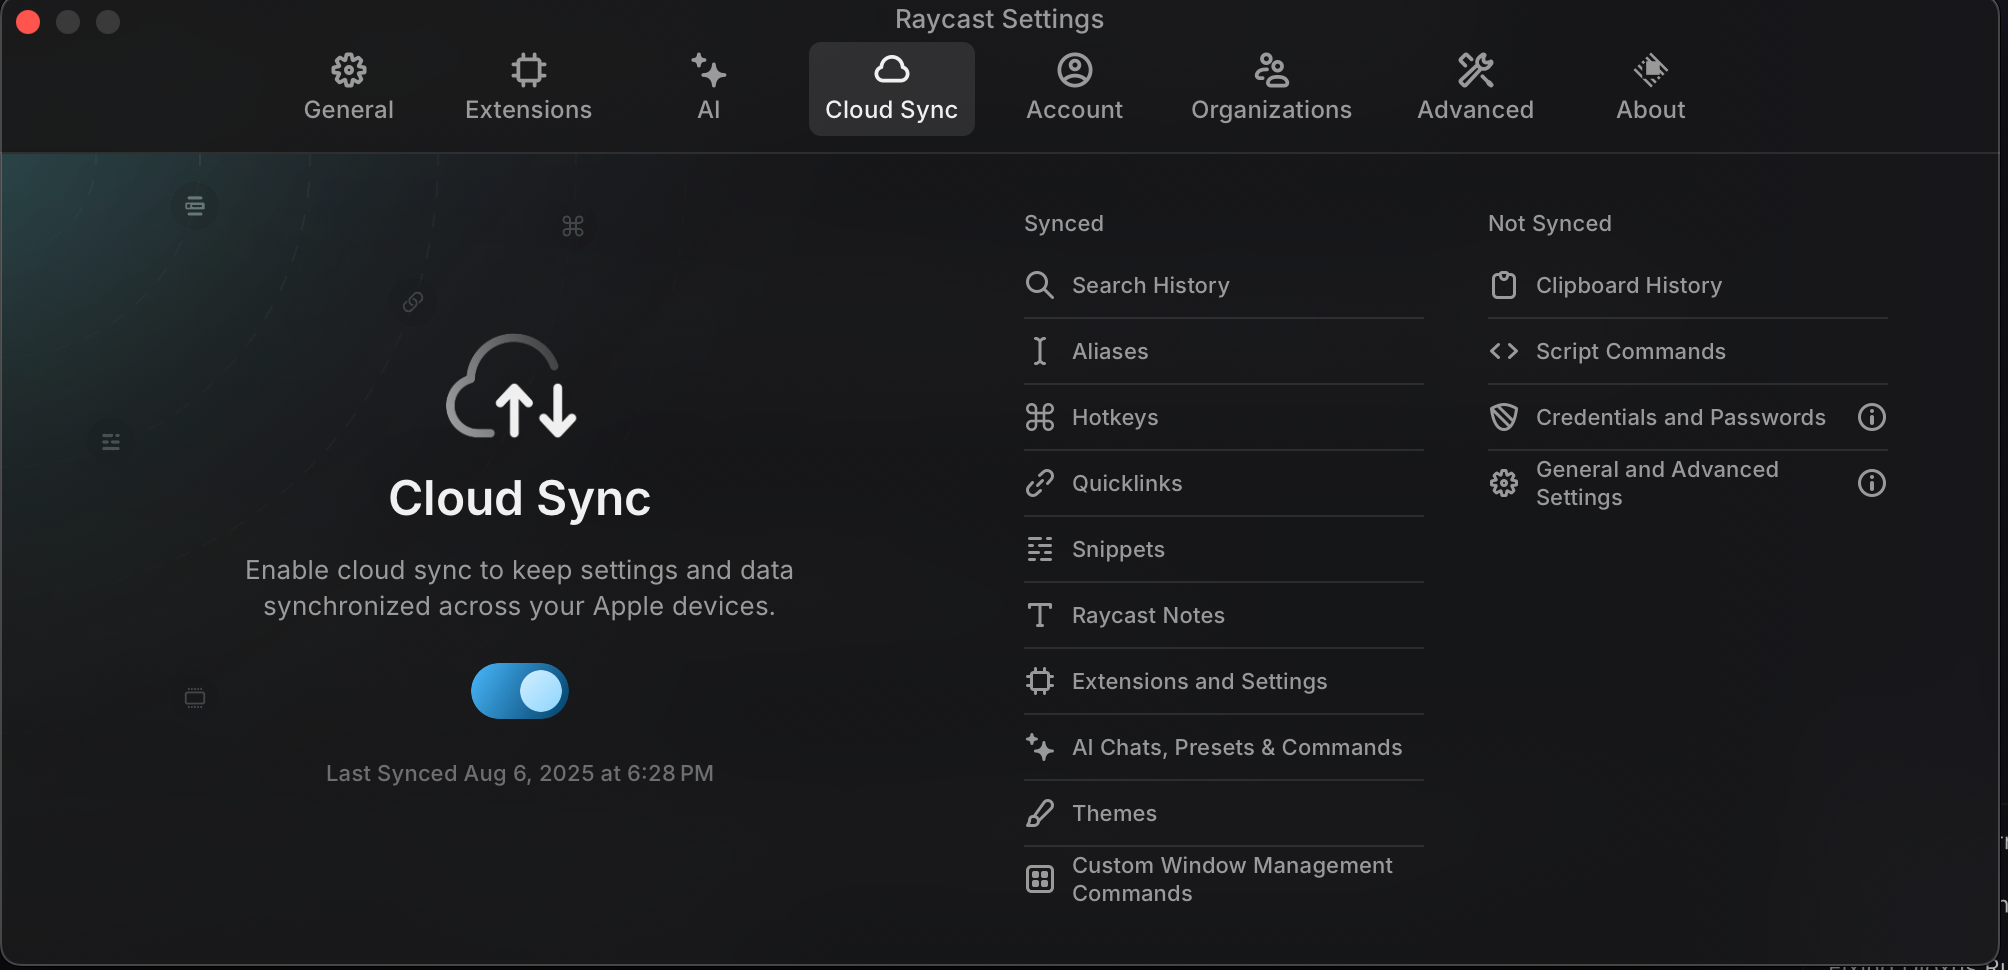 Raycast Settings
General
Extensions
AI
Cloud Sync
Account
Organizations
Advanced
About
Cloud Sync
Enable cloud sync to keep settings and data
synchronized across your Apple devices.
Last Synced Aug 6, 2025 at 6:28 PM
Synced
Search History
Aliases
Hotkeys
Quicklinks
Snippets
Raycast Notes
Extensions and Settings
AI Chats, Presets & Commands
Themes
Custom Window Management
Commands
Not Synced
Clipboard History
Script Commands
Credentials and Passwords
General and Advanced
Settings